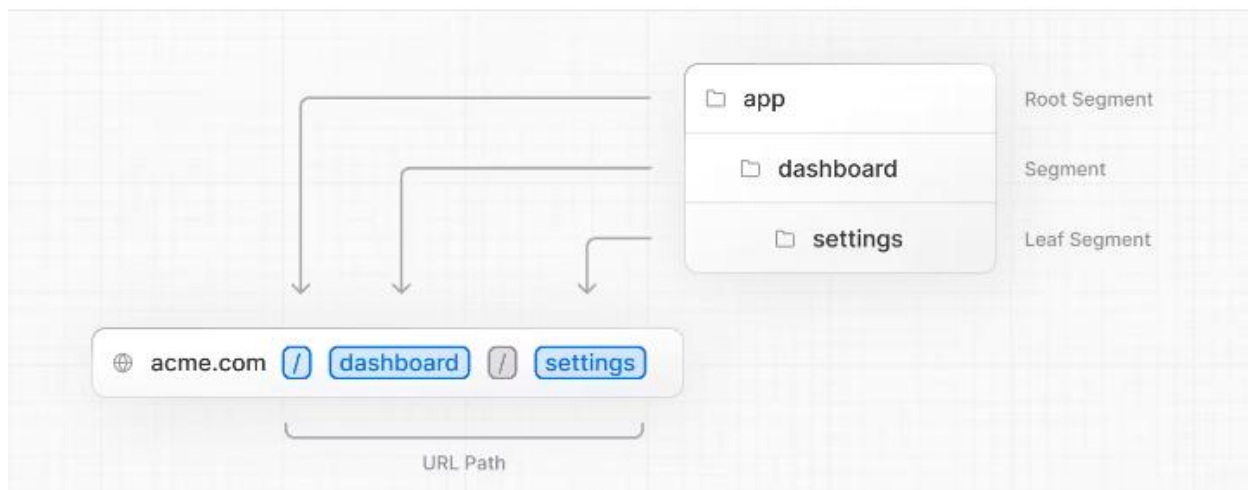 app Root Segment
dashboard Segment
settings Leaf Segment
acme.com / dashboard / settings
URL Path